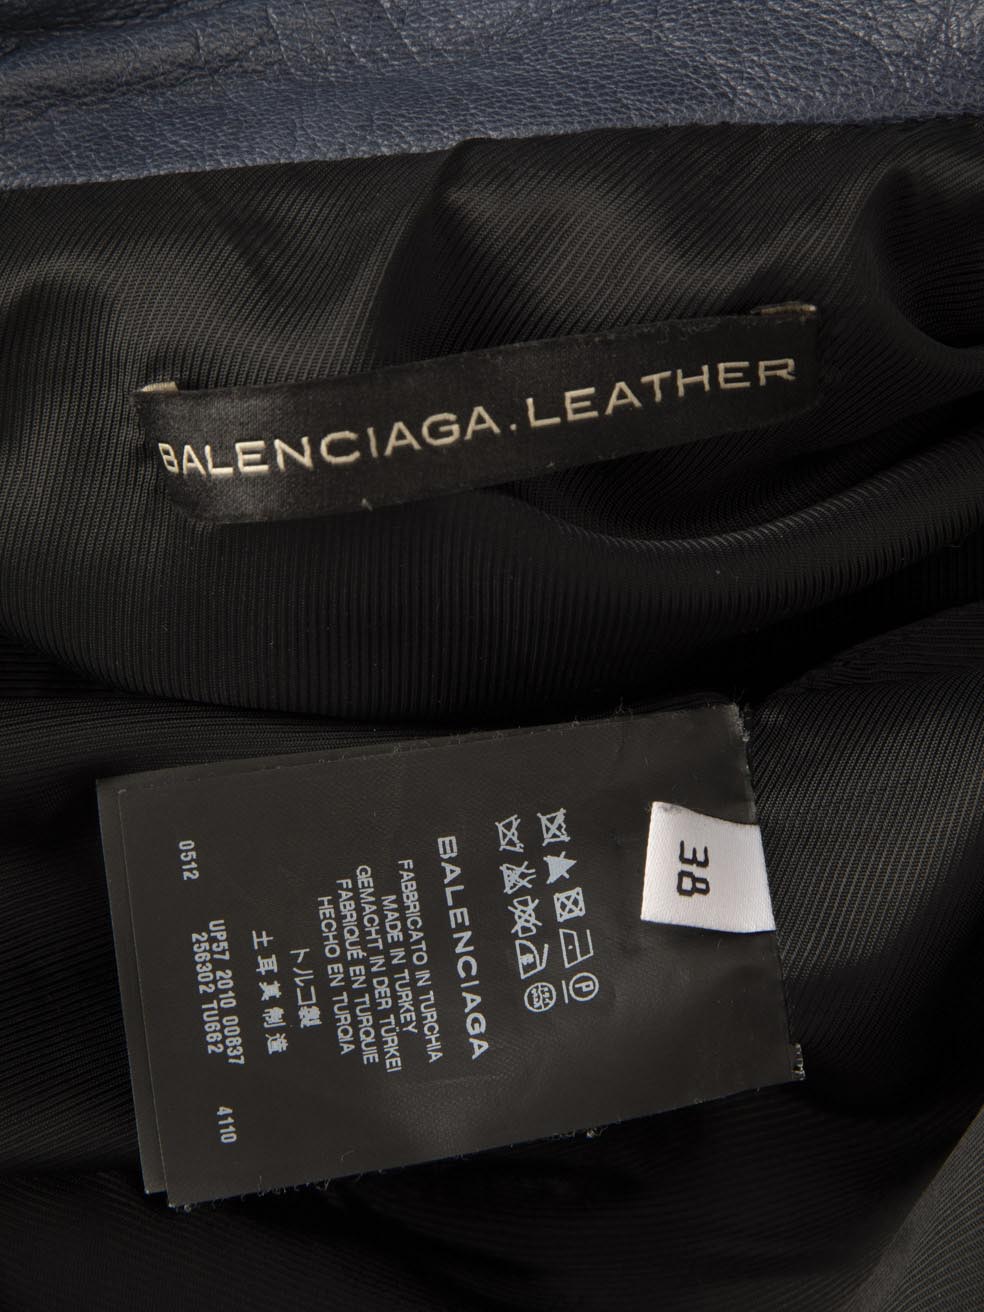 BALENCIAGA.LEATHER
38
BALENCIAGA
FABBRICATO IN TURCHIA
MADE IN TURKEY
GEMACHT IN DER TÜRKEI
FABRIQUÉ EN TURQUIE
HECHO EN TURQIA
トルコ製
土耳其制造
UP57 2010 00837
0512 256302 TU662 4110
P